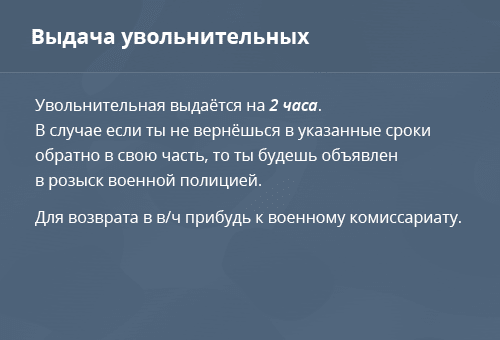 Выдача увольнительных
Увольнительная выдаётся на 2 часа.
В случае если ты не вернёшься в указанные сроки
обратно в свою часть, то ты будешь объявлен
в розыск военной полицией.
Для возврата в в/ч прибудь к военному комиссариату.